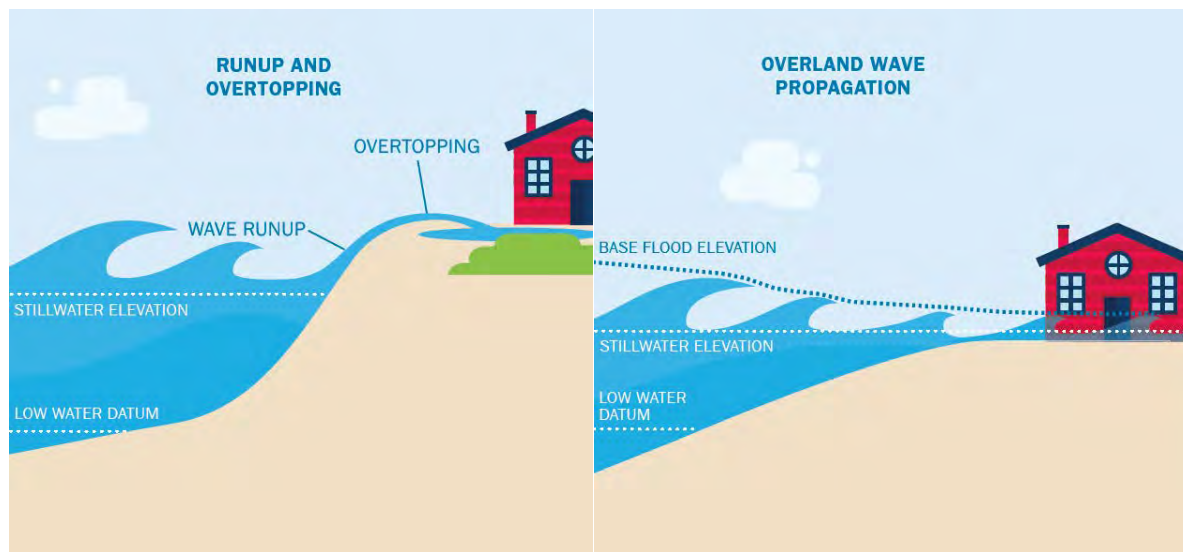 RUNUP AND
OVERTOPPING
OVERTOPPING
WAVE RUNUP
STILLWATER ELEVATION
LOW WATER DATUM
OVERLAND WAVE
PROPAGATION
BASE FLOOD ELEVATION
STILLWATER ELEVATION
LOW WATER
DATUM